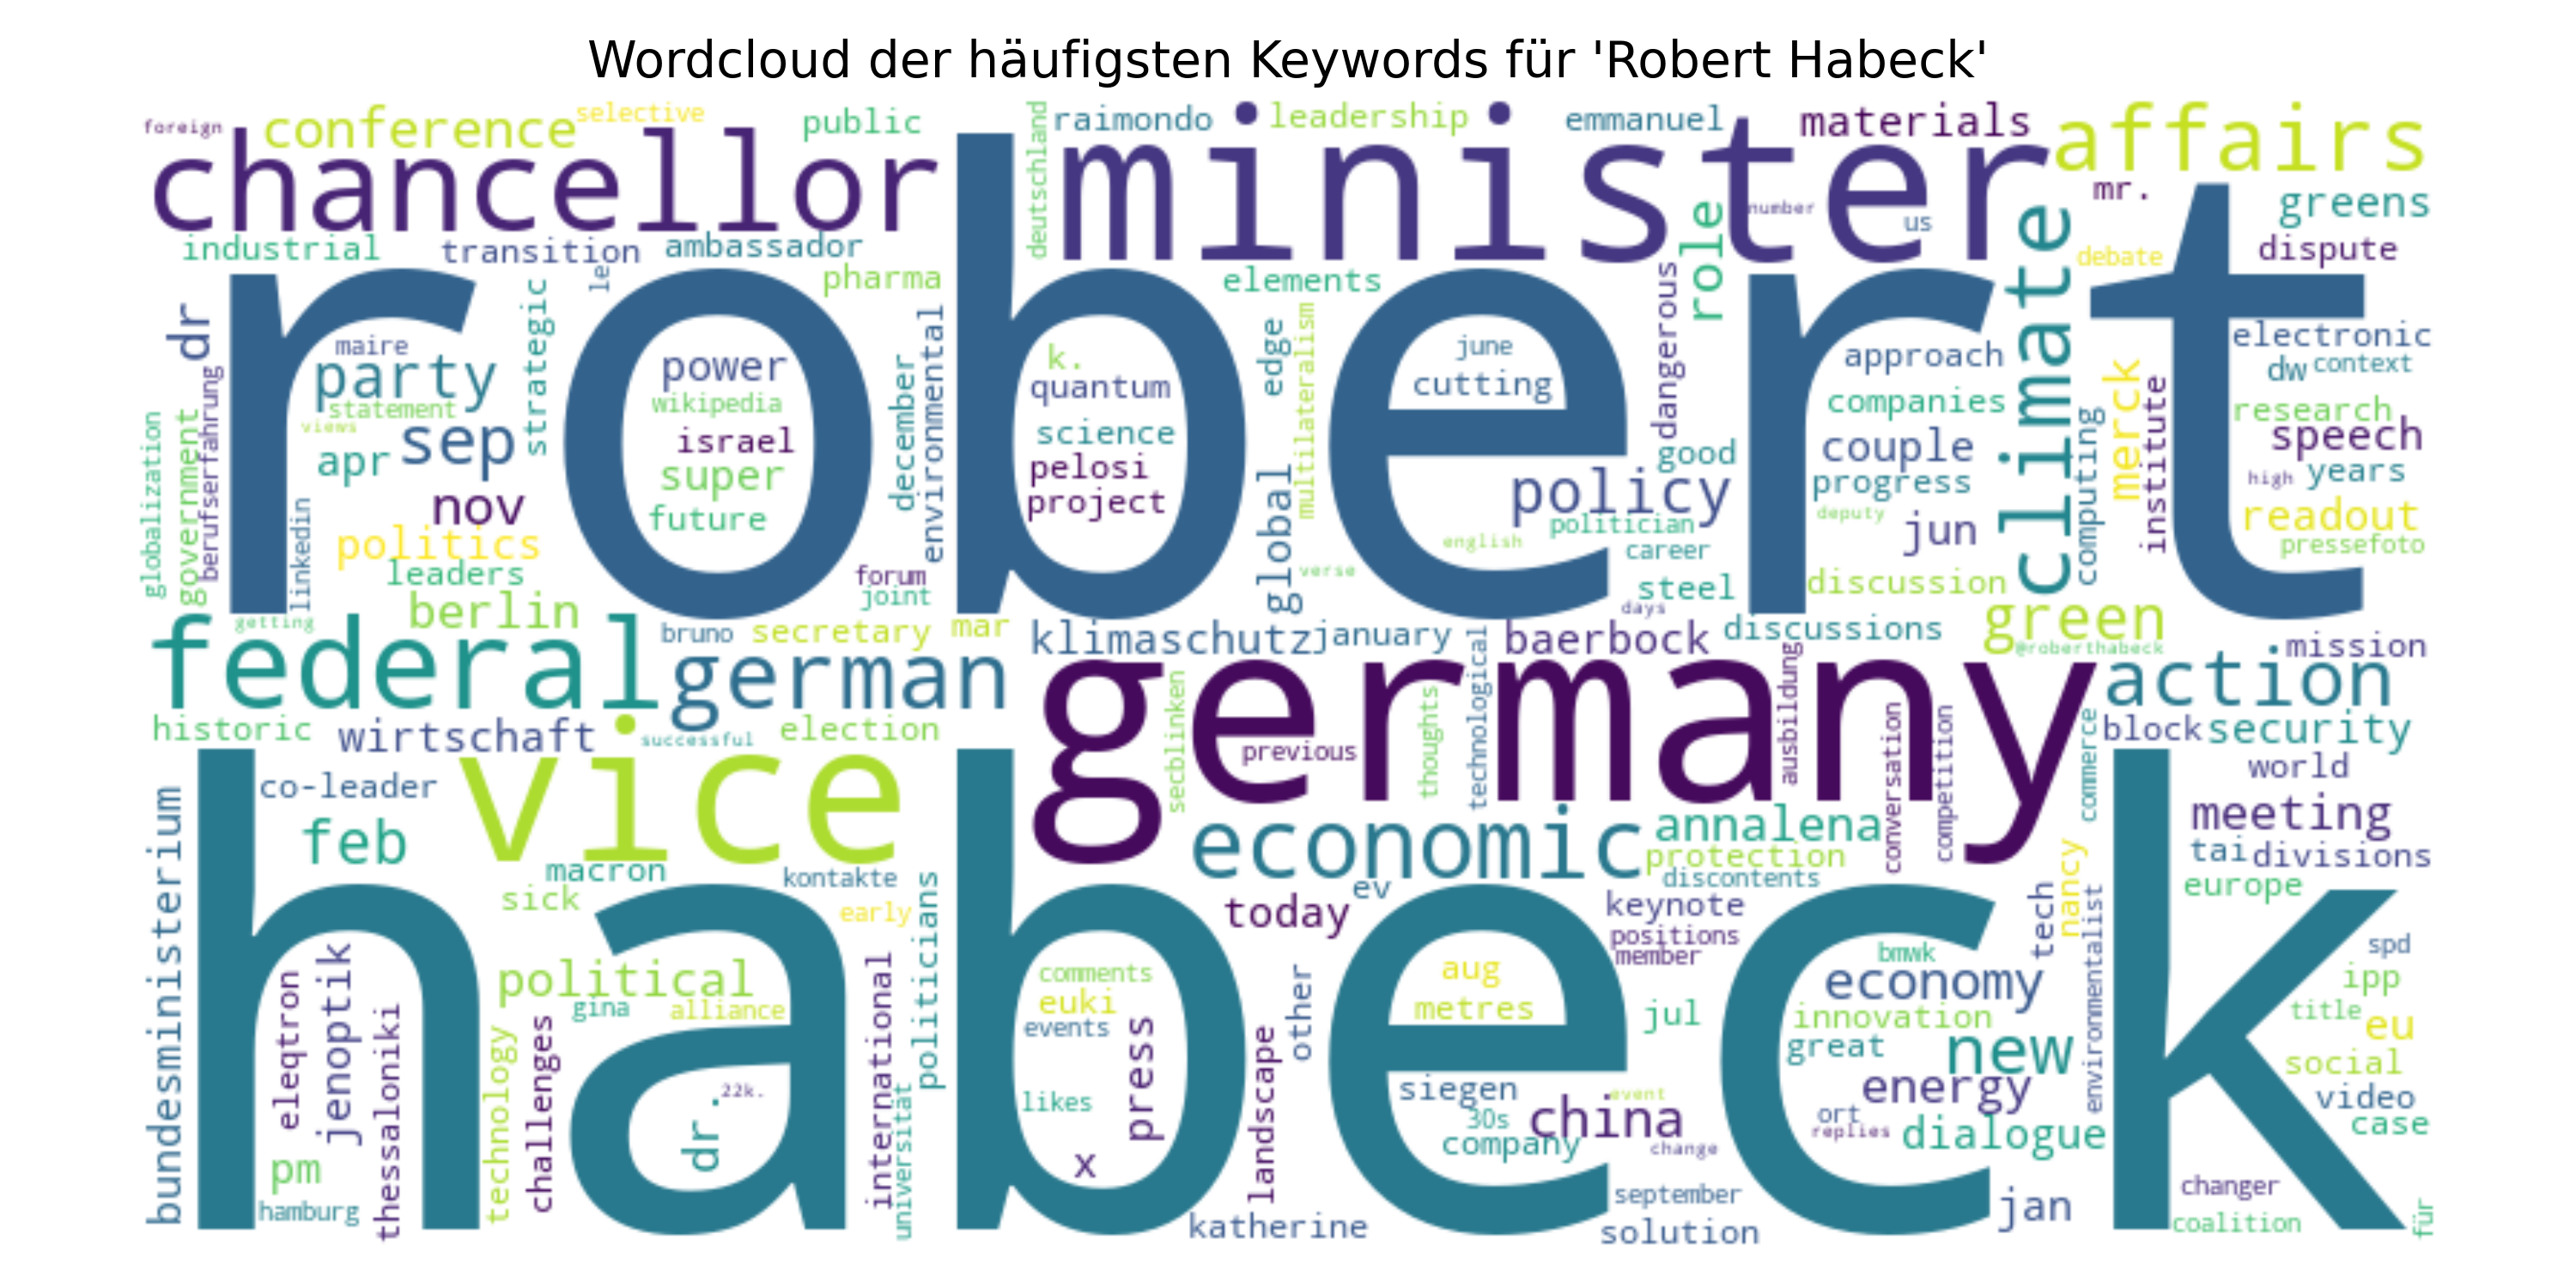 Wordcloud der häufigsten Keywords für 'Robert Habeck'
foreign
conference
selective
public
deutschland
raimondo
leadership
emmanuel
materials
affairs
chancellor
minister
mr.
greens
number
us
role
industrial
transition
ambassador
debate
dispute
le
pharma
elements
dangerous
climate
robert
dr
strategic
environmental
edge
multilateralism
maire
party
power
k.
june
approach
electronic
statement
wikipedia
quantum
cutting
companies
merck
dw
context
views
sep
israel
december
science
couple
research
apr
super
pelosi
good
progress
computing
institute
speech
nov
future
project
policy
deputy
high
years
globalization
government
berufserfahrung
linkedin
politics
global
politician
jun
readout
english
career
pressefoto
leaders
forum
joint
verse
steel
discussion
berlin
days
green
getting
federal
bruno
secretary
mar
klimaschutz
january
baerbock
discussions
@roberthabeck
mission
german
germany
action
historic
wirtschaft
successful
election
secblinken
previous
thoughts
technological
ausbildung
conversation
competition
commerce
block
security
co-leader
vice
world
bundesministerium
feb
economic
annalena
meeting
macron
kontakte
protection
tai
divisions
sick
early
ev
discontents
europe
today
keynote
tech
nancy
environmentalist
habeck
positions
member
bmwk
spd
eleqtron
jenoptik
thessaloniki
political
gina
alliance
international
politicians
comments
euki
events
press
other
aug
metres
jul
economy
innovation
great
new
ipp
title
eu
social
technology
challenges
22k.
dr.
universität
likes
x
landscape
siegen
30s
company
event
china
change
energy
ort
replies
dialogue
video
case
pm
hamburg
katherine
september
solution
jan
changer
coalition
für